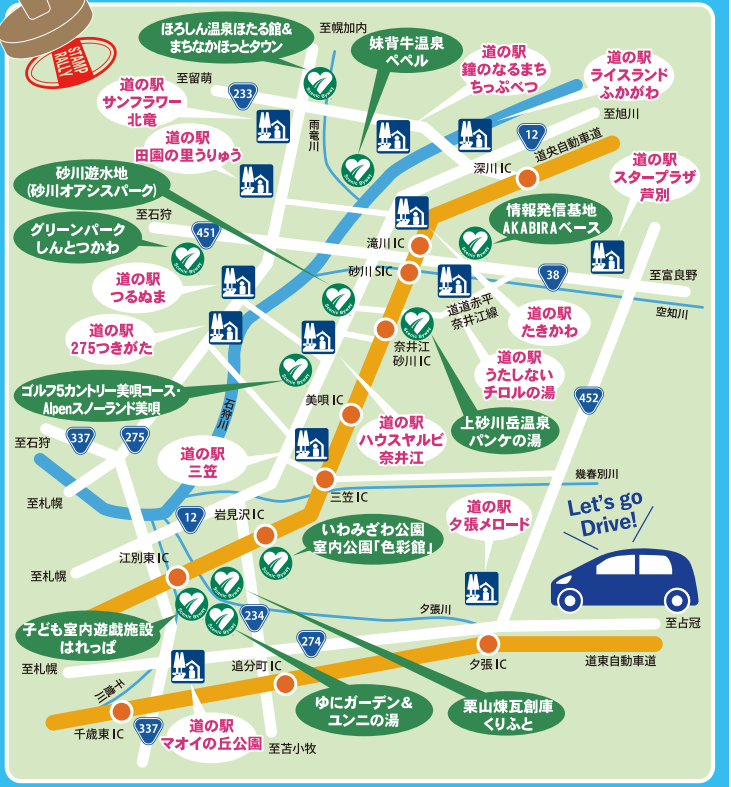 STAMP
RALLY
ほろしん温泉ほたる館&
まちなかほっとタウン
至幌加内
妹背牛温泉
ペペル
道の駅
鐘のなるまち
ちっぷべつ
道の駅
ライスランド
ふかがわ
至留萌
233
道の駅
サンフラワー
北竜
雨竜川
至旭川
12
道央自動車道
深川IC
道の駅
田園の里うりゅう
道の駅
スタープラザ
芦別
砂川遊水地
(砂川オアシスパーク)
至石狩
451
グリーンパーク
しんとつかわ
情報発信基地
AKABIRAベース
滝川IC
砂川SIC
38
至富良野
空知川
道の駅
つるぬま
道道赤平
奈井江線
道の駅
たきかわ
道の駅
275つきがた
奈井江
砂川IC
道の駅
うたしない
チロルの湯
ゴルフ5カントリー美唄コース・
Alpenスノーランド美唄
石狩川
美唄IC
452
上砂川岳温泉
パンケの湯
道の駅
ハウスヤルビ
奈井江
至石狩
337
275
道の駅
三笠
幾春別川
至札幌
三笠IC
12
岩見沢IC
道の駅
夕張メロード
Let's go
Drive!
いわみざわ公園
室内公園「色彩館」
江別東IC
至札幌
子ども室内遊戯施設
はれっぱ
234
夕張川
至占冠
274
至札幌
追分町IC
夕張IC
道東自動車道
千歳川
ゆにガーデン&
ユンニの湯
栗山煉瓦創庫
くりふと
千歳東IC
337
道の駅
マオイの丘公園
至苫小牧
Scenic Byway
Scenic Byway
Scenic Byway
Scenic Byway
Scenic Byway
Scenic Byway
Scenic Byway
Scenic Byway
Scenic Byway
Scenic Byway
Scenic Byway